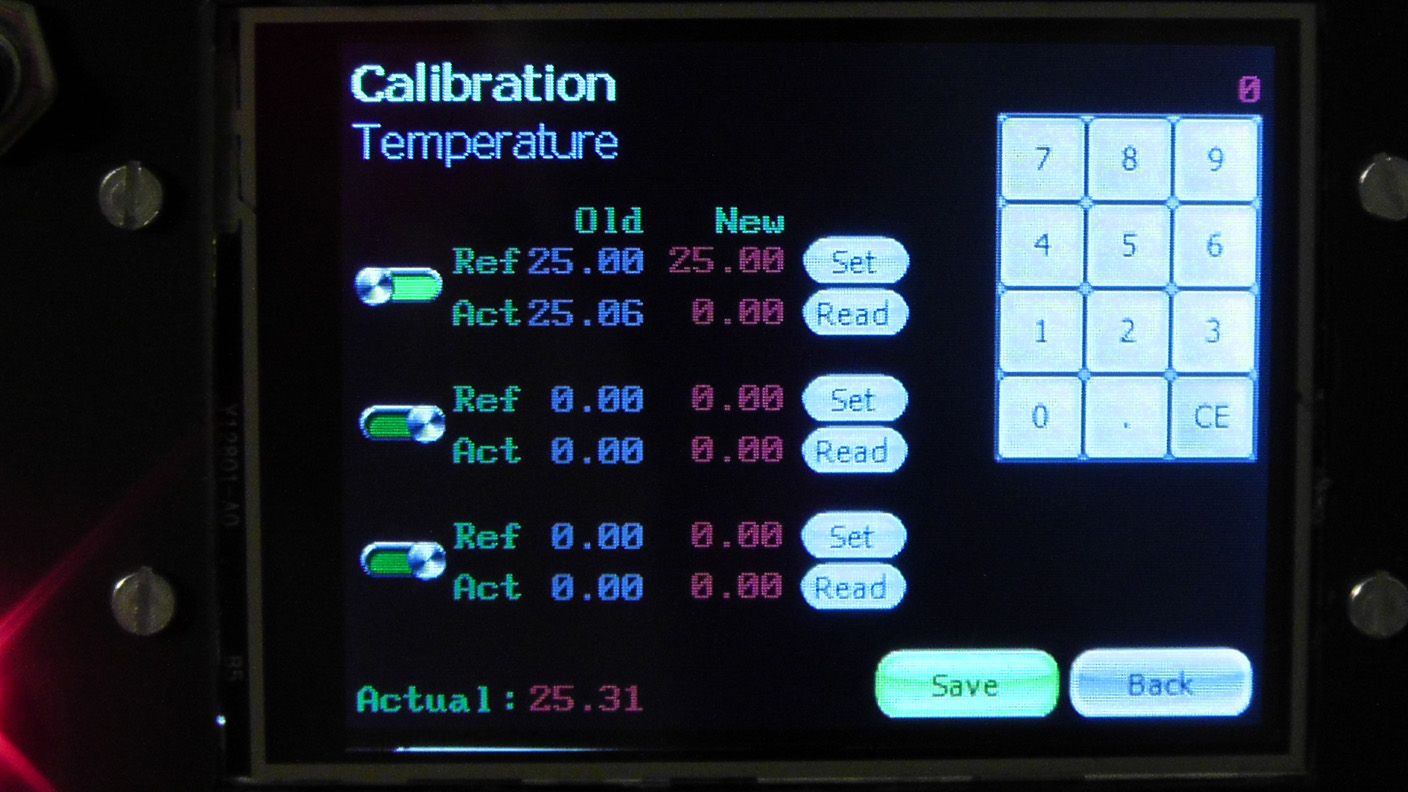 Calibration
0
Temperature
7 8 9
Old New
Ref 25.00 25.00 Set
4 5 6
Act 25.06 0.00 Read
1 2 3
Ref 0.00 0.00 Set
0 . CE
Act 0.00 0.00 Read
Ref 0.00 0.00 Set
Act 0.00 0.00 Read
Actual: 25.31
Save Back